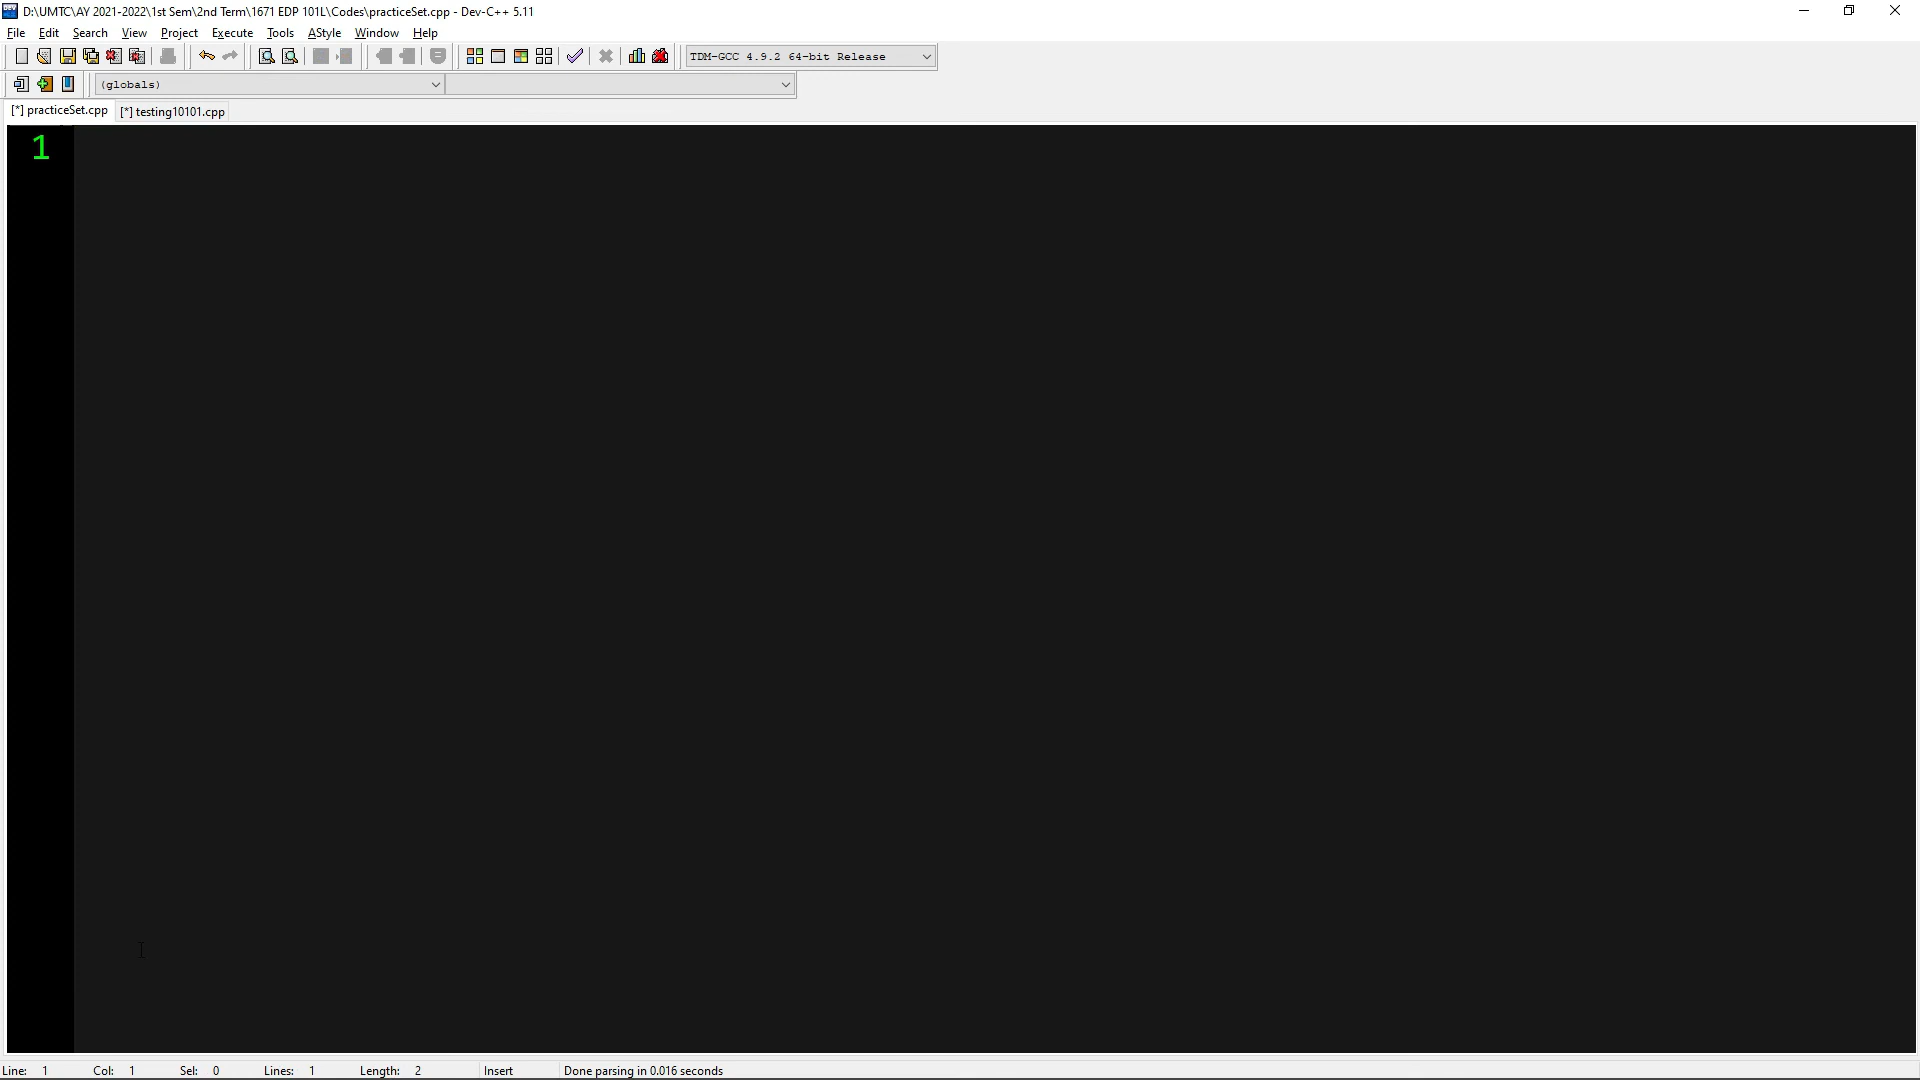 D:\UMTC\AY 2021-2022\1st Sem\2nd Term\1671 EDP 101L\Codes\practiceSet.cpp - Dev-C++ 5.11
File Edit Search View Project Execute Tools AStyle Window Help
TDM-GCC 4.9.2 64-bit Release
(globals)
[*] practiceSet.cpp [*] testing10101.cpp
1
Line: 1 Col: 1 Sel: 0 Lines: 1 Length: 2 Insert Done parsing in 0.016 seconds